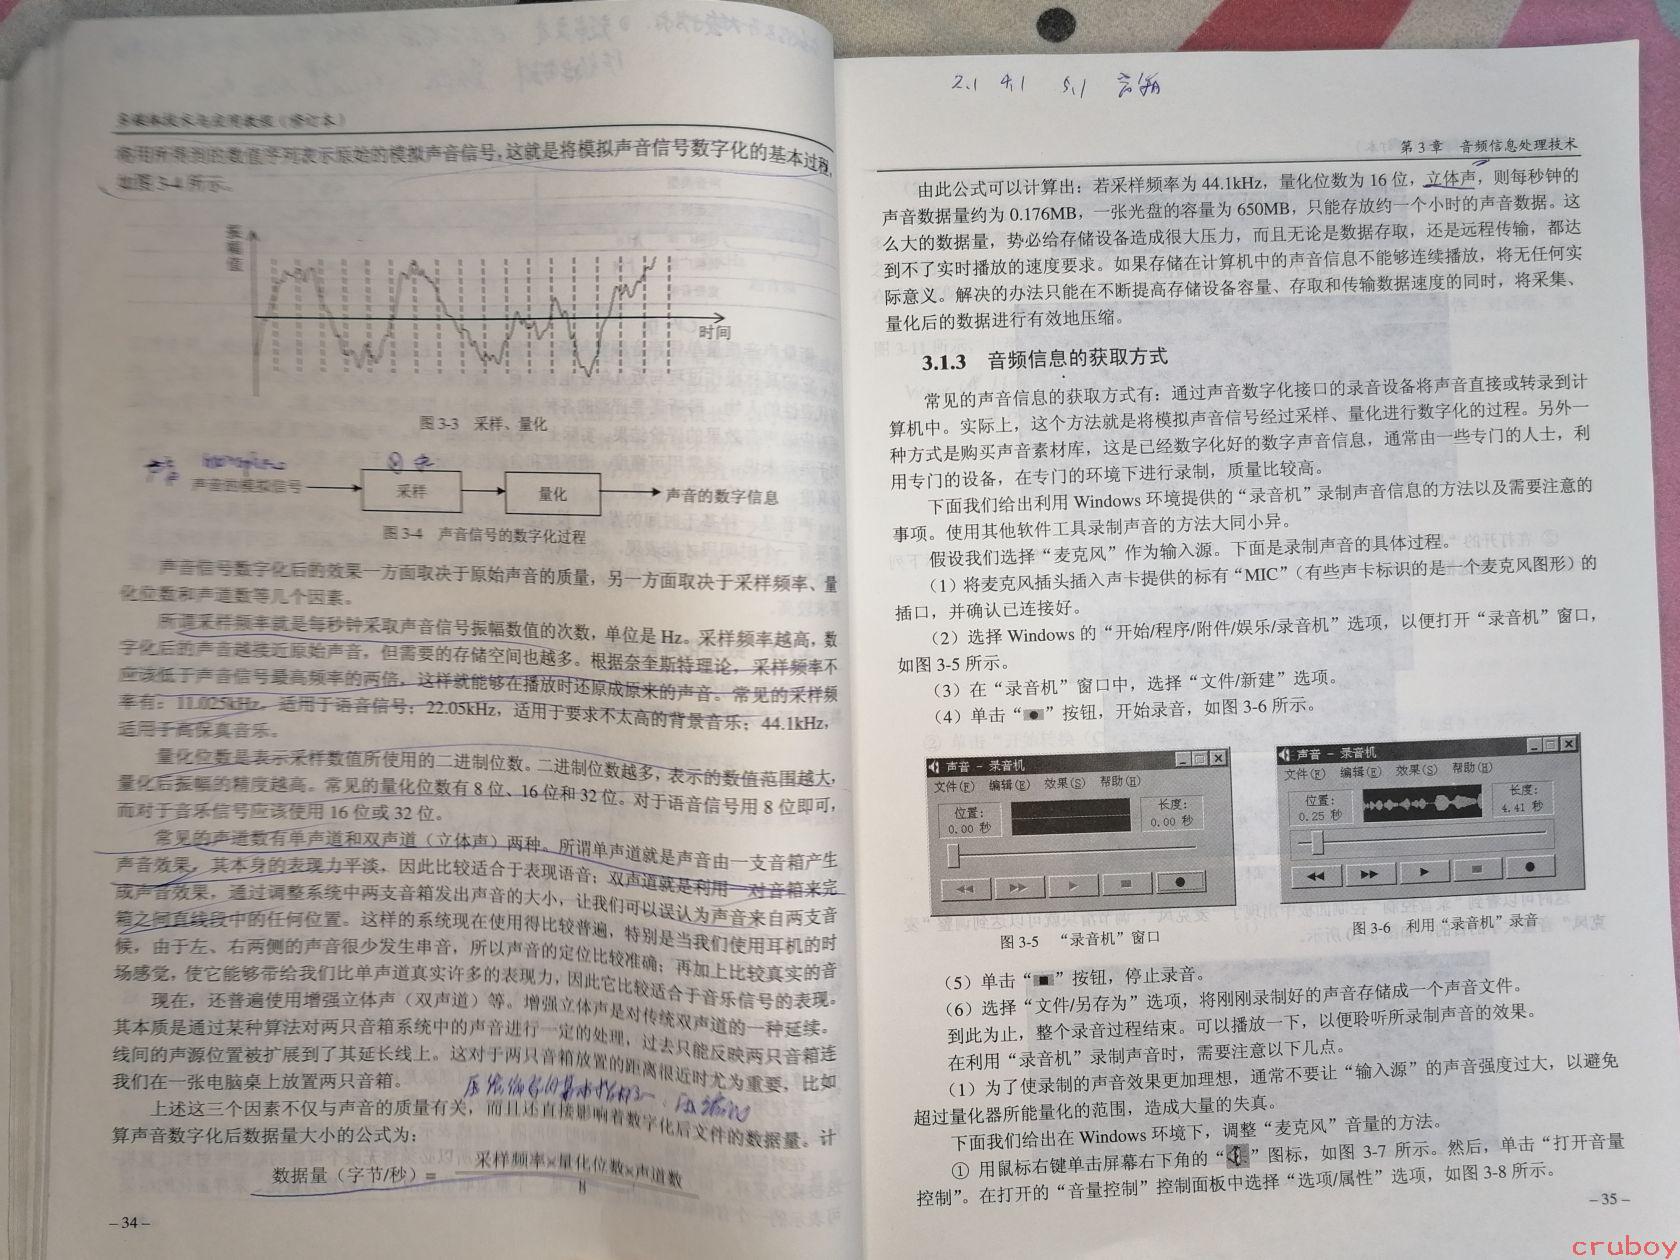 多媒体技术与应用教程（修订本）
将用所得到的数值序列表示原始的模拟声音信号，这就是将模拟声音信号数字化的基本过程，
如图 3-4 所示。
振幅值
时间
图 3-3 采样、量化
声音的模拟信号
采样
量化
声音的数字信息
图 3-4 声音信号的数字化过程
声音信号数字化后的效果一方面取决于原始声音的质量，另一方面取决于采样频率、量
化位数和声道数等几个因素。
所谓采样频率就是每秒钟采取声音信号振幅数值的次数，单位是 Hz。采样频率越高，数
字化后的声音越接近原始声音，但需要的存储空间也越多。根据奈奎斯特理论，采样频率不
应该低于声音信号最高频率的两倍，这样就能够在播放时还原成原来的声音。常见的采样频
率有：11.025kHz，适用于语音信号；22.05kHz，适用于要求不太高的背景音乐；44.1kHz，
适用于高保真音乐。
量化位数是表示采样数值所使用的二进制位数。二进制位数越多，表示的数值范围越大，
量化后振幅的精度越高。常见的量化位数有 8 位、16 位和 32 位。对于语音信号用 8 位即可，
而对于音乐信号应该使用 16 位或 32 位。
常见的声道数有单声道和双声道（立体声）两种。所谓单声道就是声音由一支音箱产生
声音效果，其本身的表现力平淡，因此比较适合于表现语音；双声道就是利用一对音箱来完
成声音效果，通过调整系统中两支音箱发出声音的大小，让我们可以误认为声音来自两支音
箱之间直线段中的任何位置。这样的系统现在使用得比较普遍，特别是当我们使用耳机的时
候，由于左、右两侧的声音很少发生串音，所以声音的定位比较准确；再加上比较真实的音
场感觉，使它能够带给我们比单声道真实许多的表现力，因此它比较适合于音乐信号的表现。
现在，还普遍使用增强立体声（双声道）等。增强立体声是对传统双声道的一种延续。
其本质是通过某种算法对两只音箱系统中的声音进行一定的处理，过去只能反映两只音箱连
线间的声源位置被扩展到了其延长线上。这对于两只音箱放置的距离很近时尤为重要，比如
我们在一张电脑桌上放置两只音箱。
上述这三个因素不仅与声音的质量有关，而且还直接影响着数字化后文件的数据量。计
算声音数字化后数据量大小的公式为：
数据量（字节/秒）= 采样频率×量化位数×声道数
8
– 34 –
2.1 4.1 5.1 音箱
第 3 章 音频信息处理技术
由此公式可以计算出：若采样频率为 44.1kHz，量化位数为 16 位，立体声，则每秒钟的
声音数据量约为 0.176MB，一张光盘的容量为 650MB，只能存放约一个小时的声音数据。这
么大的数据量，势必给存储设备造成很大压力，而且无论是数据存取，还是远程传输，都达
到不了实时播放的速度要求。如果存储在计算机中的声音信息不能够连续播放，将无任何实
际意义。解决的办法只能在不断提高存储设备容量、存取和传输数据速度的同时，将采集、
量化后的数据进行有效地压缩。
3.1.3 音频信息的获取方式
常见的声音信息的获取方式有：通过声音数字化接口的录音设备将声音直接或转录到计
算机中。实际上，这个方法就是将模拟声音信号经过采样、量化进行数字化的过程。另外一
种方式是购买声音素材库，这是已经数字化好的数字声音信息，通常由一些专门的人士，利
用专门的设备，在专门的环境下进行录制，质量比较高。
下面我们给出利用 Windows 环境提供的“录音机”录制声音信息的方法以及需要注意的
事项。使用其他软件工具录制声音的方法大同小异。
假设我们选择“麦克风”作为输入源。下面是录制声音的具体过程。
（1）将麦克风插头插入声卡提供的标有“MIC”（有些声卡标识的是一个麦克风图形）的
插口，并确认已连接好。
（2）选择 Windows 的“开始/程序/附件/娱乐/录音机”选项，以便打开“录音机”窗口，
如图 3-5 所示。
（3）在“录音机”窗口中，选择“文件/新建”选项。
（4）单击“●”按钮，开始录音，如图 3-6 所示。
声音 - 录音机
文件(F) 编辑(E) 效果(S) 帮助(H)
位置: 0.00 秒
长度: 0.00 秒
声音 - 录音机
文件(F) 编辑(E) 效果(S) 帮助(H)
位置: 0.25 秒
长度: 4.41 秒
图 3-5 “录音机”窗口
图 3-6 利用“录音机”录音
（5）单击“■”按钮，停止录音。
（6）选择“文件/另存为”选项，将刚刚录制好的声音存储成一个声音文件。
到此为止，整个录音过程结束。可以播放一下，以便聆听所录制声音的效果。
在利用“录音机”录制声音时，需要注意以下几点。
（1）为了使录制的声音效果更加理想，通常不要让“输入源”的声音强度过大，以避免
超过量化器所能量化的范围，造成大量的失真。
下面我们给出在 Windows 环境下，调整“麦克风”音量的方法。
① 用鼠标右键单击屏幕右下角的“”图标，如图 3-7 所示。然后，单击“打开音量
控制”。在打开的“音量控制”控制面板中选择“选项/属性”选项，如图 3-8 所示。
– 35 –
cruboy